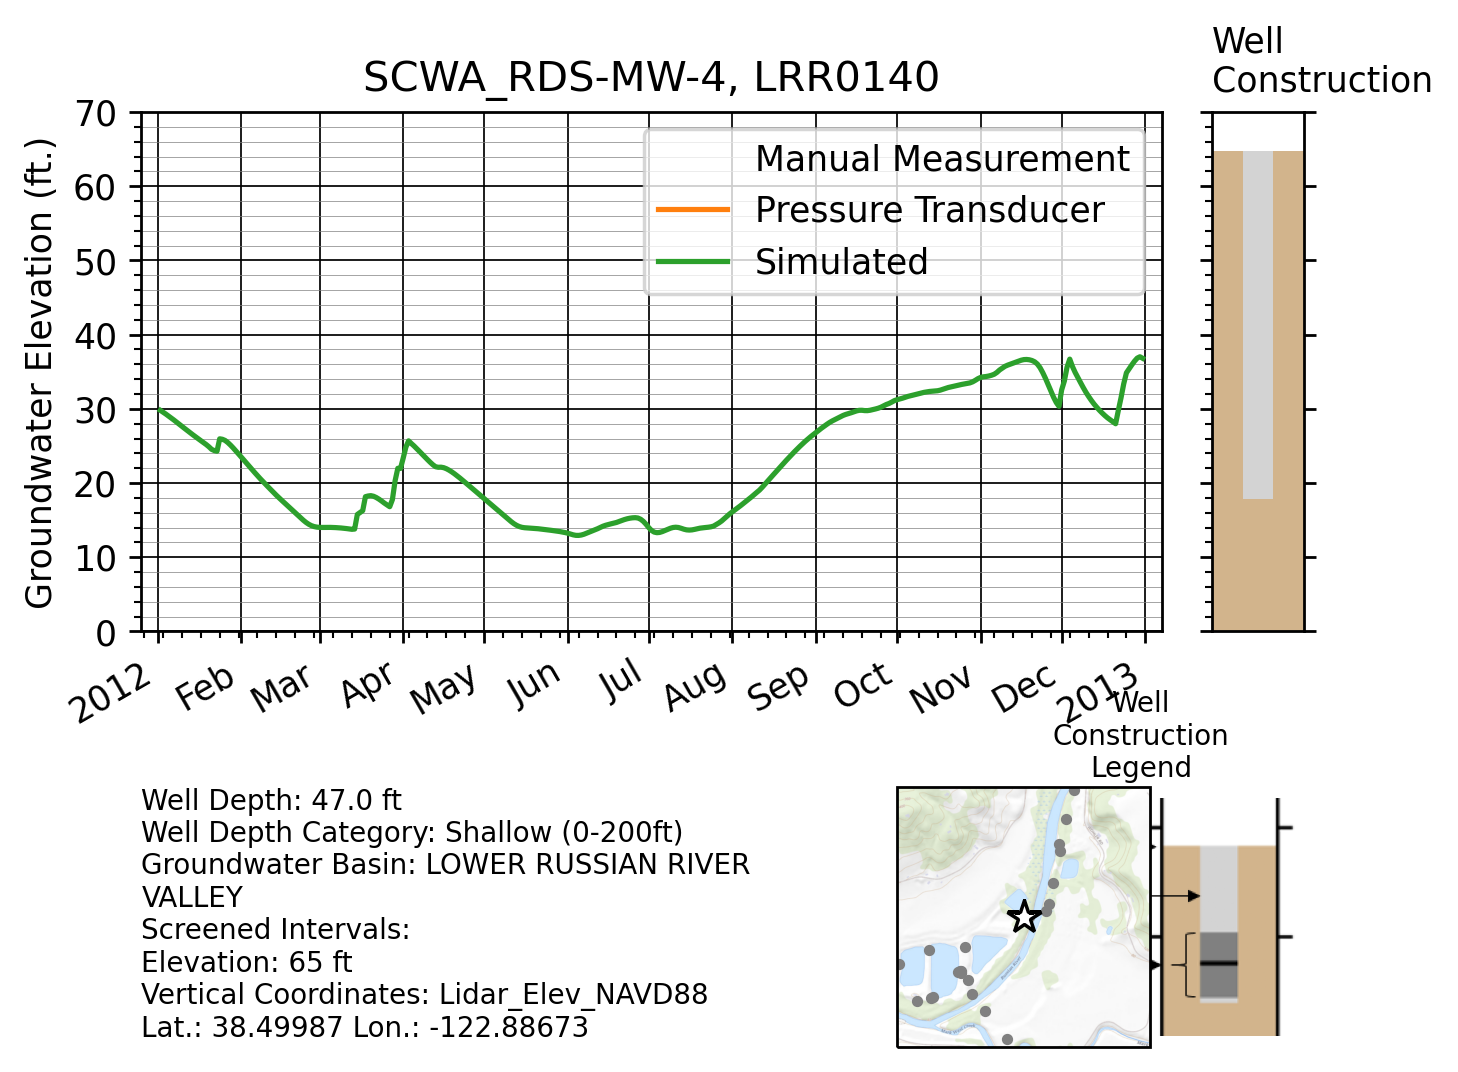 Well
Construction
SCWA_RDS-MW-4, LRR0140
Groundwater Elevation (ft.)
70
60
50
40
30
20
10
0
Manual Measurement
Pressure Transducer
Simulated
2012
Feb
Mar
Apr
May
Jun
Jul
Aug
Sep
Oct
Nov
Dec
2013
Well
Construction
Legend
Well Depth: 47.0 ft
Well Depth Category: Shallow (0-200ft)
Groundwater Basin: LOWER RUSSIAN RIVER
VALLEY
Screened Intervals:
Elevation: 65 ft
Vertical Coordinates: Lidar_Elev_NAVD88
Lat.: 38.49987 Lon.: -122.88673